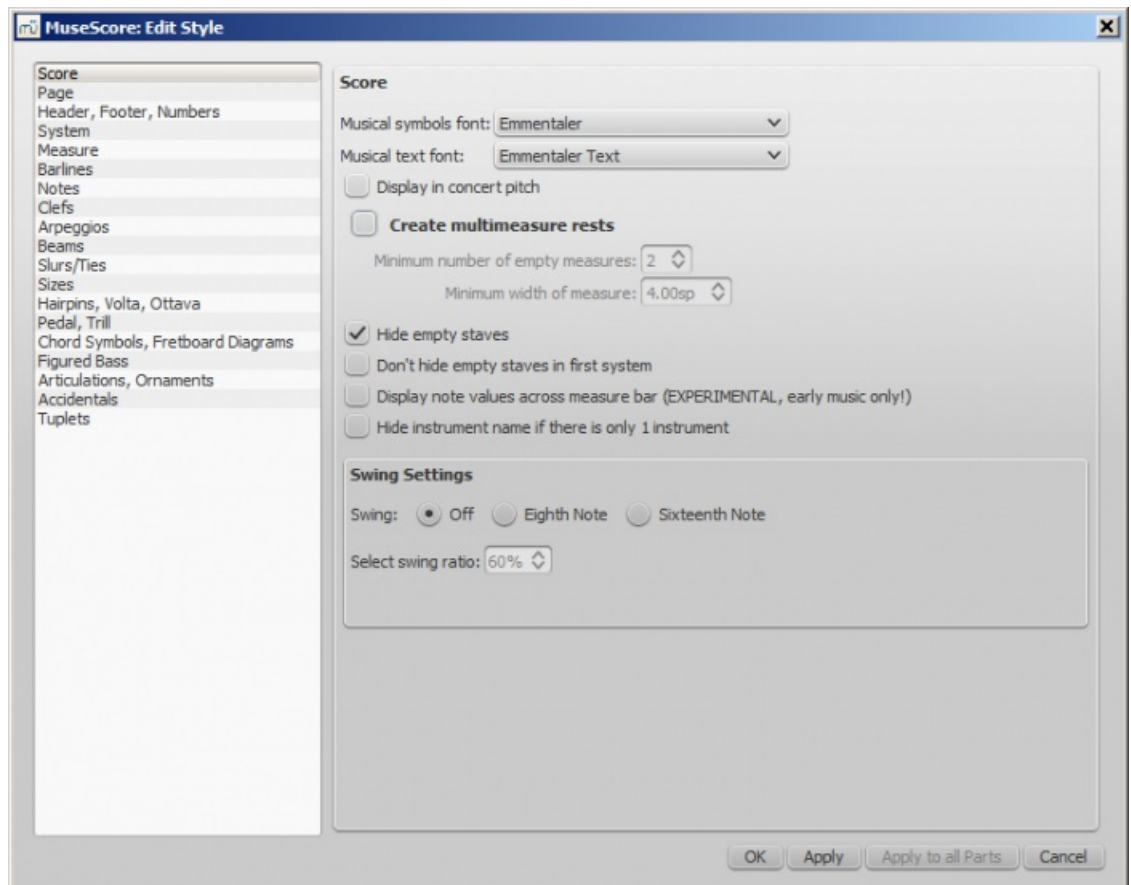 MuseScore: Edit Style
Score
Page
Header, Footer, Numbers
System
Measure
Barlines
Notes
Clefs
Arpeggios
Beams
Slurs/Ties
Sizes
Hairpins, Volta, Ottava
Pedal, Trill
Chord Symbols, Fretboard Diagrams
Figured Bass
Articulations, Ornaments
Accidentals
Tuplets
Score
Musical symbols font: Emmentaler
Musical text font: Emmentaler Text
Display in concert pitch
Create multimeasure rests
Minimum number of empty measures: 2
Minimum width of measure: 4.00sp
Hide empty staves
Don't hide empty staves in first system
Display note values across measure bar (EXPERIMENTAL, early music only!)
Hide instrument name if there is only 1 instrument
Swing Settings
Swing: Off Eighth Note Sixteenth Note
Select swing ratio: 60%
OK Apply Apply to all Parts Cancel